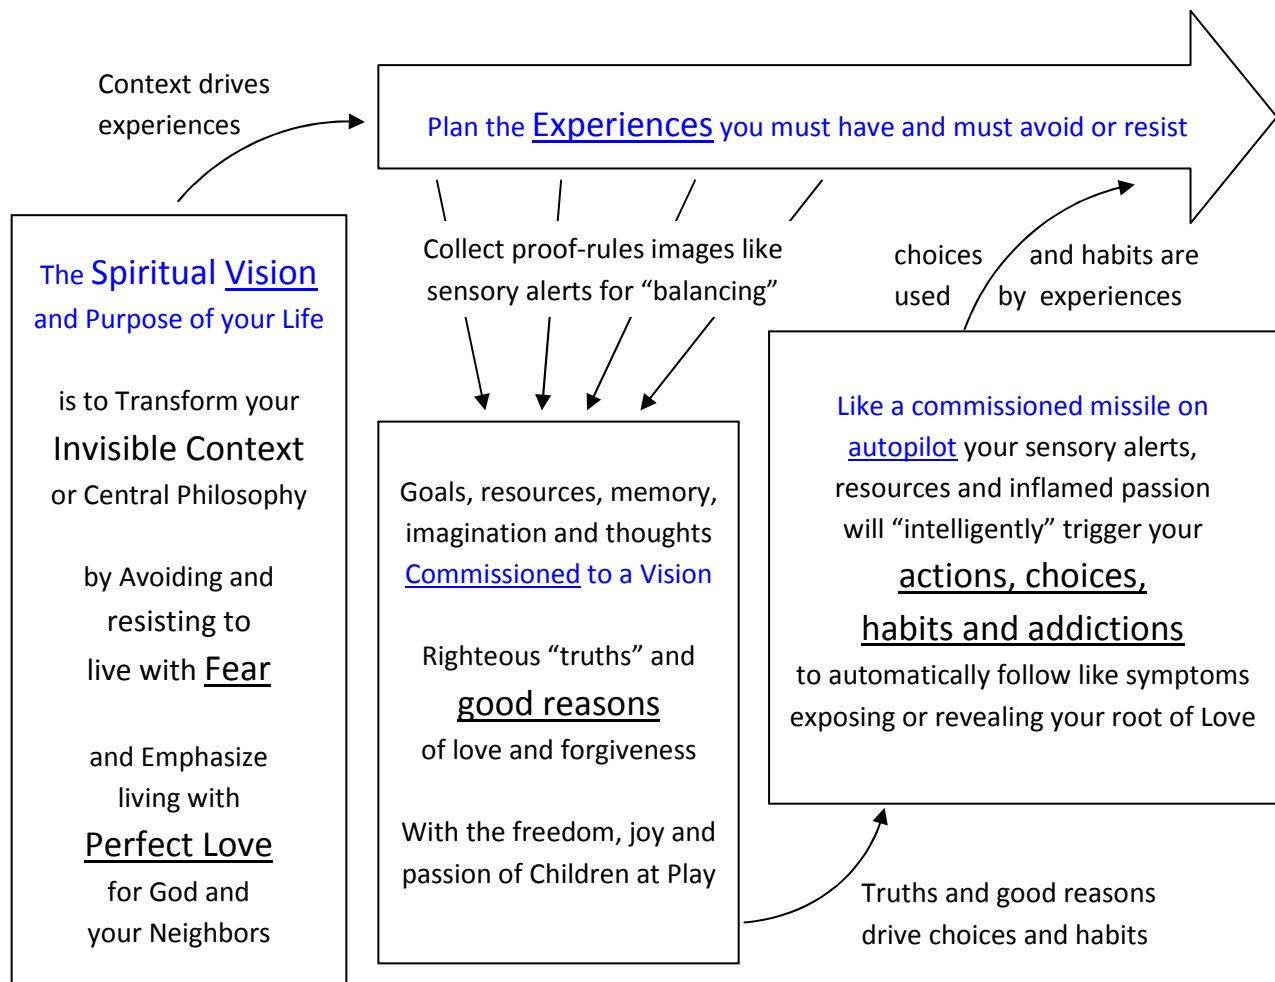 Context drives
experiences
Plan the Experiences you must have and must avoid or resist
The Spiritual Vision
and Purpose of your Life
is to Transform your
Invisible Context
or Central Philosophy
by Avoiding and
resisting to
live with Fear
and Emphasize
living with
Perfect Love
for God and
your Neighbors
Collect proof-rules images like
sensory alerts for “balancing”
Goals, resources, memory,
imagination and thoughts
Commissioned to a Vision
Righteous “truths” and
good reasons
of love and forgiveness
With the freedom, joy and
passion of Children at Play
choices and habits are
used by experiences
Like a commissioned missile on
autopilot your sensory alerts,
resources and inflamed passion
will “intelligently” trigger your
actions, choices,
habits and addictions
to automatically follow like symptoms
exposing or revealing your root of Love
Truths and good reasons
drive choices and habits